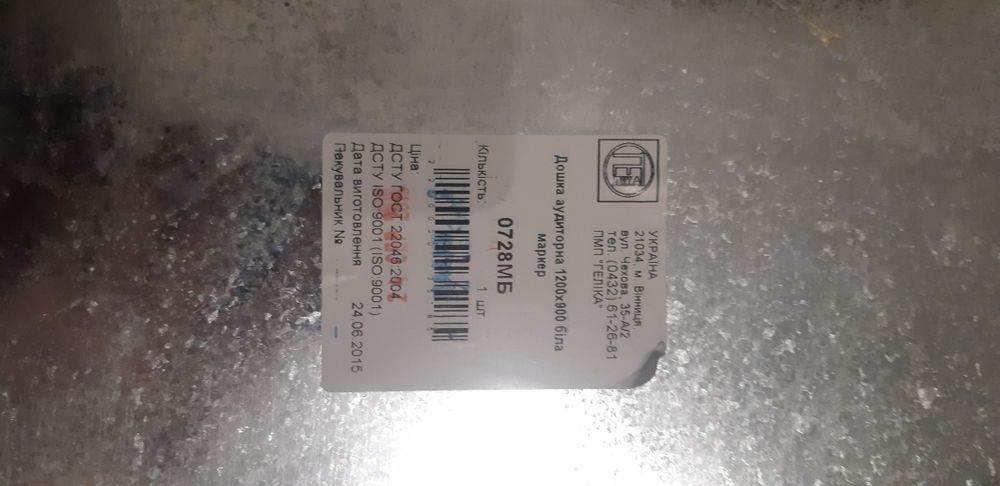 УКРАЇНА
21034, м. Вінниця,
вул. Чехова, 35-А/2
тел. (0432) 61-26-81
ПМП "ГЕЛІКА"
Дошка аудиторна 1200х900 біла
маркер
0728МБ
Кількість: 1 шт
Ціна
ДСТУ ГОСТ 22046:2004,
ДСТУ ISO:9001 (ISO:9001)
Дата виготовлення 24.06.2015
Пакувальник №